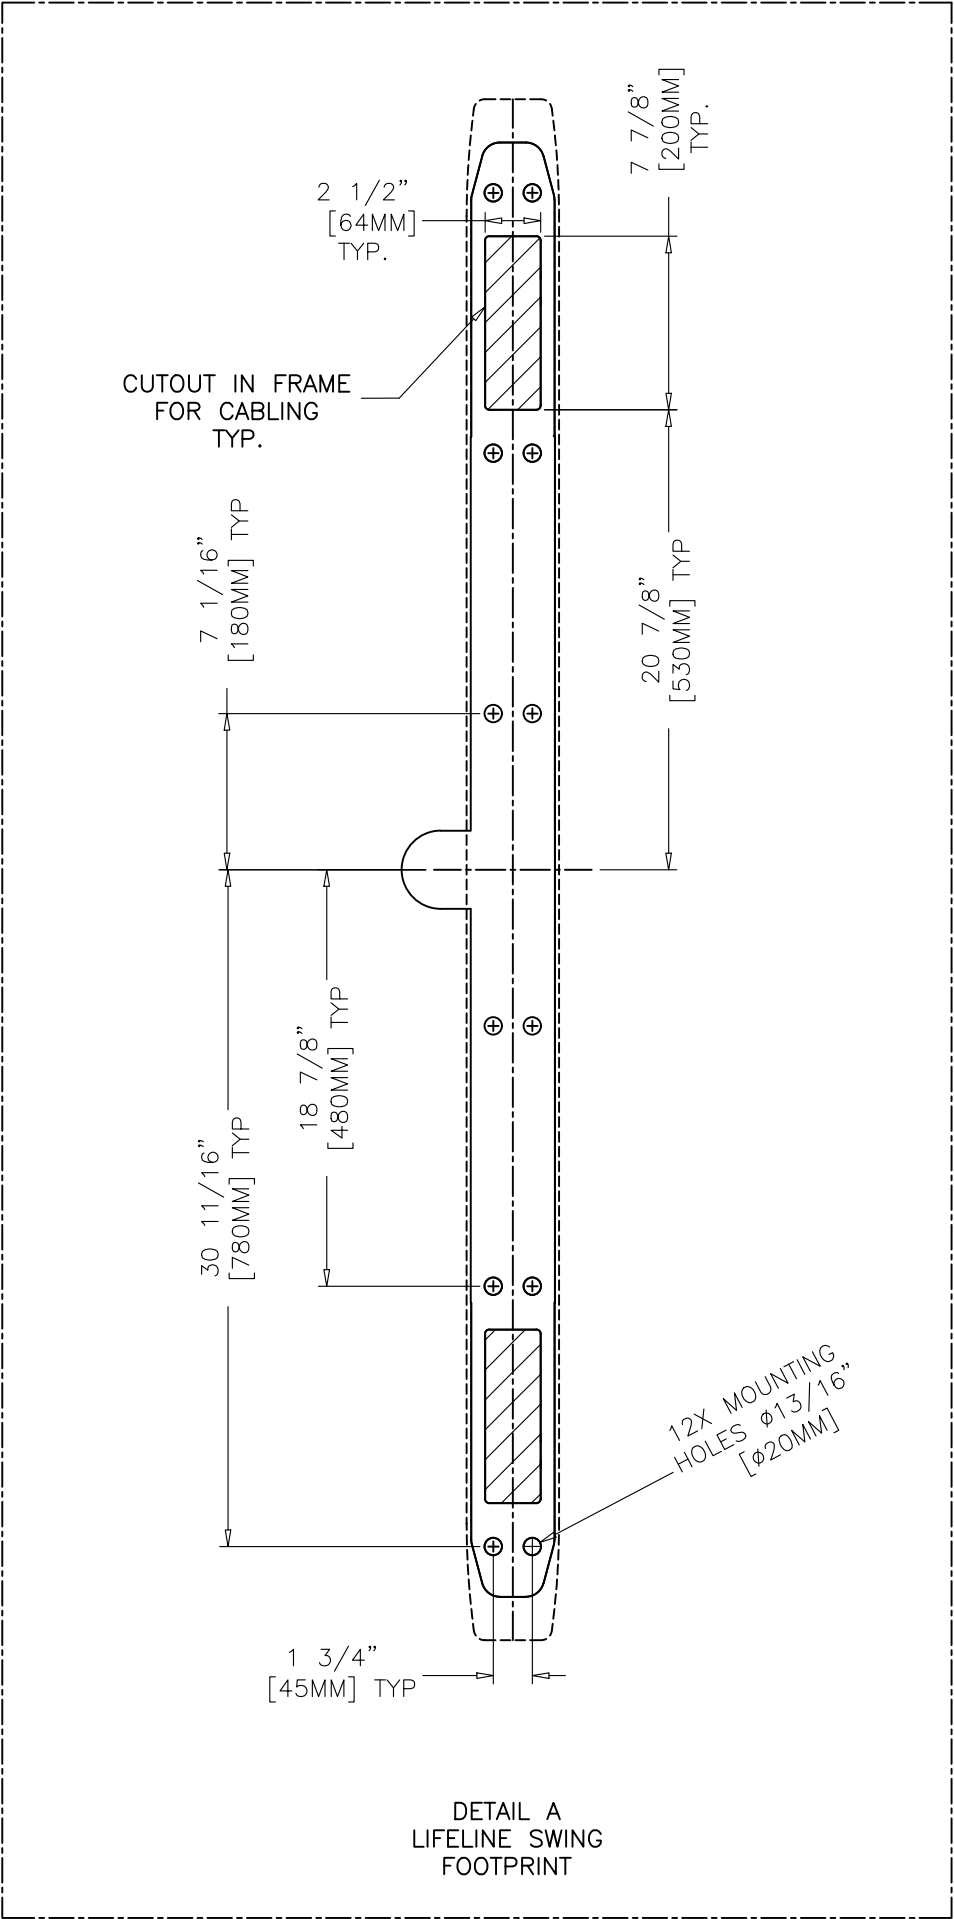 7 7/8”
[200MM]
TYP.
2 1/2”
[64MM]
TYP.
CUTOUT IN FRAME
FOR CABLING
TYP.
7 1/16”
[180MM] TYP
20 7/8”
[530MM] TYP
18 7/8”
[480MM] TYP
30 11/16”
[780MM] TYP
12X MOUNTING
HOLES ø13/16”
[ø20MM]
1 3/4”
[45MM] TYP
DETAIL A
LIFELINE SWING
FOOTPRINT